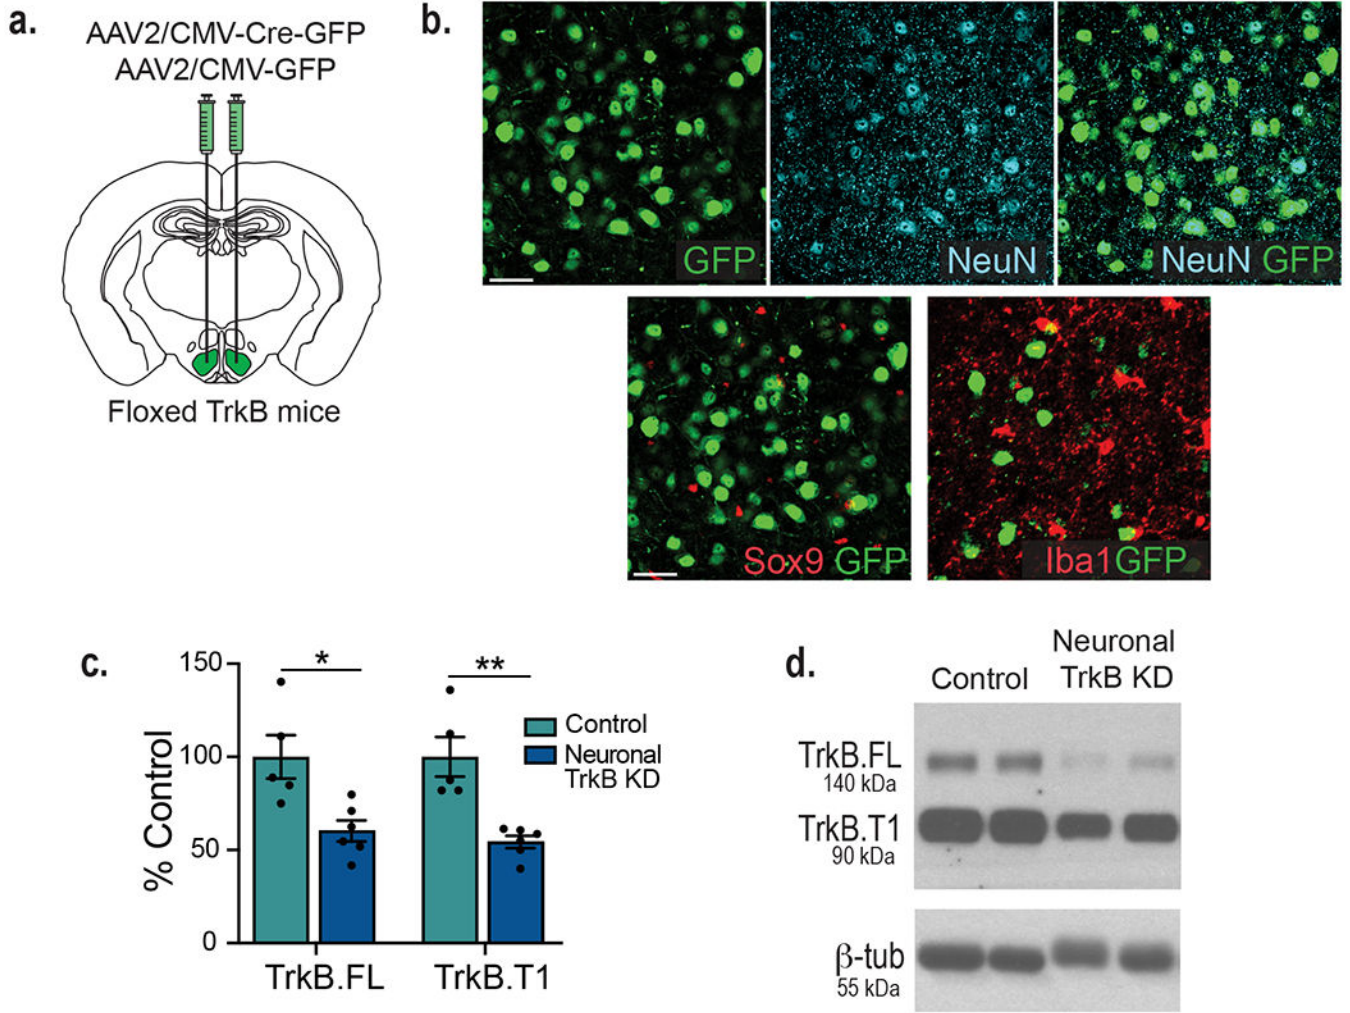 a.
AAV2/CMV-Cre-GFP
AAV2/CMV-GFP
Floxed TrkB mice
b.
GFP
NeuN
NeuN GFP
Sox9 GFP
Iba1GFP
c.
% Control
150
100
50
0
*
**
Control
Neuronal
TrkB KD
TrkB.FL
TrkB.T1
d.
Control
Neuronal
TrkB KD
TrkB.FL
140 kDa
TrkB.T1
90 kDa
β-tub
55 kDa